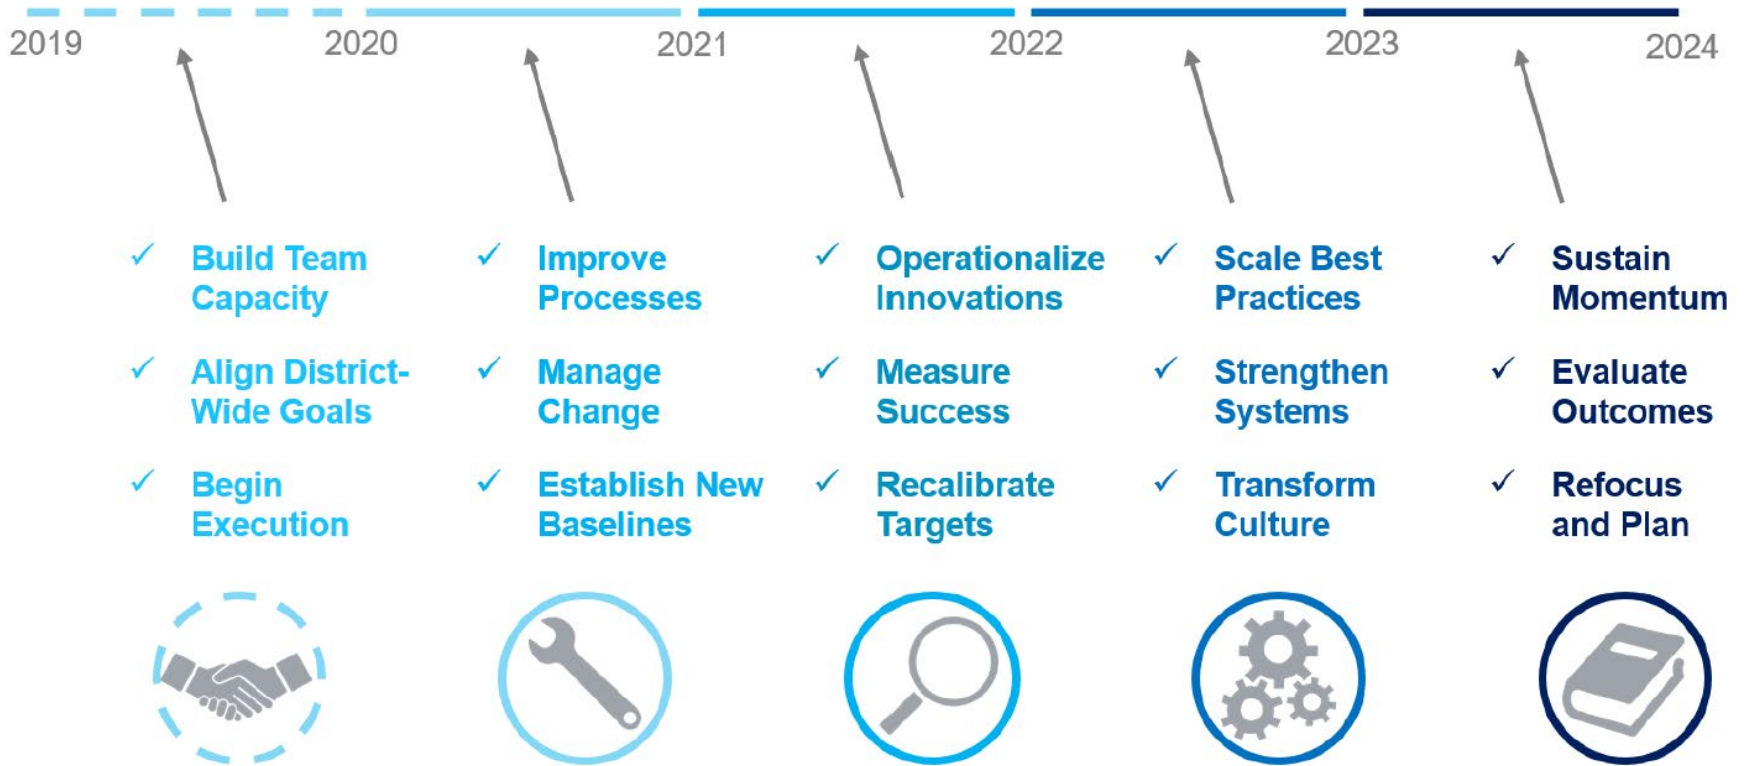 2019
2020
2021
2022
2023
2024
✓ Build Team
Capacity
✓ Align District-
Wide Goals
✓ Begin
Execution
✓ Improve
Processes
✓ Manage
Change
✓ Establish New
Baselines
✓ Operationalize
Innovations
✓ Measure
Success
✓ Recalibrate
Targets
✓ Scale Best
Practices
✓ Strengthen
Systems
✓ Transform
Culture
✓ Sustain
Momentum
✓ Evaluate
Outcomes
✓ Refocus
and Plan